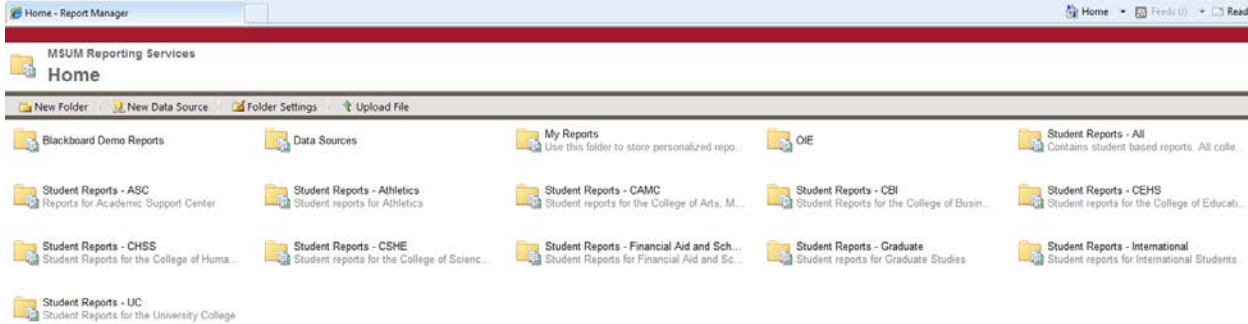 Home - Report Manager
Home Feeds (J) Read
MSUM Reporting Services
Home
New Folder New Data Source Folder Settings Upload File
Blackboard Demo Reports
Data Sources
My Reports
Use this folder to store personalized repo...
OIE
Student Reports - All
Contains student based reports. All colle...
Student Reports - ASC
Reports for Academic Support Center
Student Reports - Athletics
Student reports for Athletics
Student Reports - CAMC
Student reports for the College of Arts, M...
Student Reports - CBI
Student Reports for the College of Busin...
Student Reports - CEHS
Student Reports for the College of Educati...
Student Reports - CHSS
Student Reports for the College of Huma...
Student Reports - CSHE
Student reports for the College of Scienc...
Student Reports - Financial Aid and Sch...
Student Reports for Financial Aid and Sc...
Student Reports - Graduate
Student reports for Graduate Studies
Student Reports - International
Student reports for International Students
Student Reports - UC
Student Reports for the University College